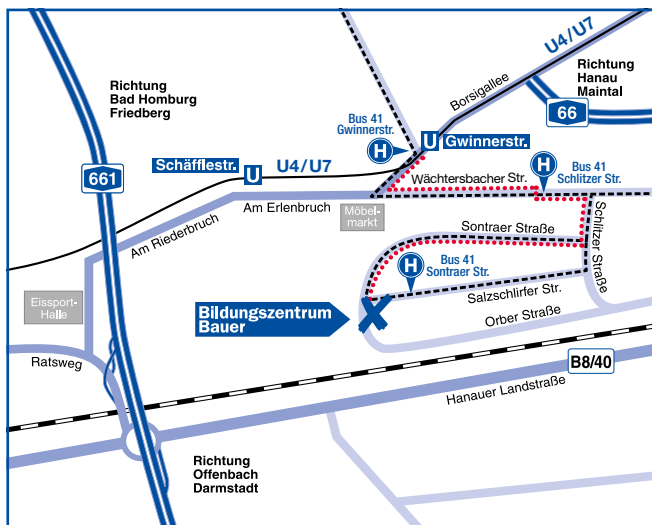 U4/U7
Richtung
Bad Homburg
Friedberg
Richtung
Hanau
Maintal
Borsigallee
66
Bus 41
Gwinnerstr.
H
U
Gwinnerstr.
H
Bus 41
Schlitzer Str.
Schäfflestr.
U
U4/U7
661
Wächtersbacher Str.
Am Erlenbruch
Möbel-
markt
Am Riederbruch
Sontraer Straße
Schlitzer Straße
H
Bus 41
Sontraer Str.
Eissport-
Halle
Salzschlirfer Str.
Bildungszentrum
Bauer
Orber Straße
Ratsweg
B8/40
Hanauer Landstraße
Richtung
Offenbach
Darmstadt